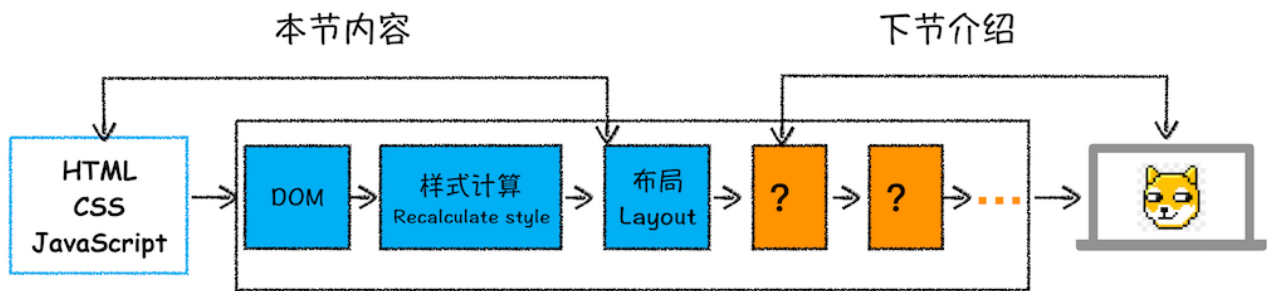 本节内容
下节介绍
HTML
CSS
JavaScript
DOM
样式计算
Recalculate style
布局
Layout
?
?
...